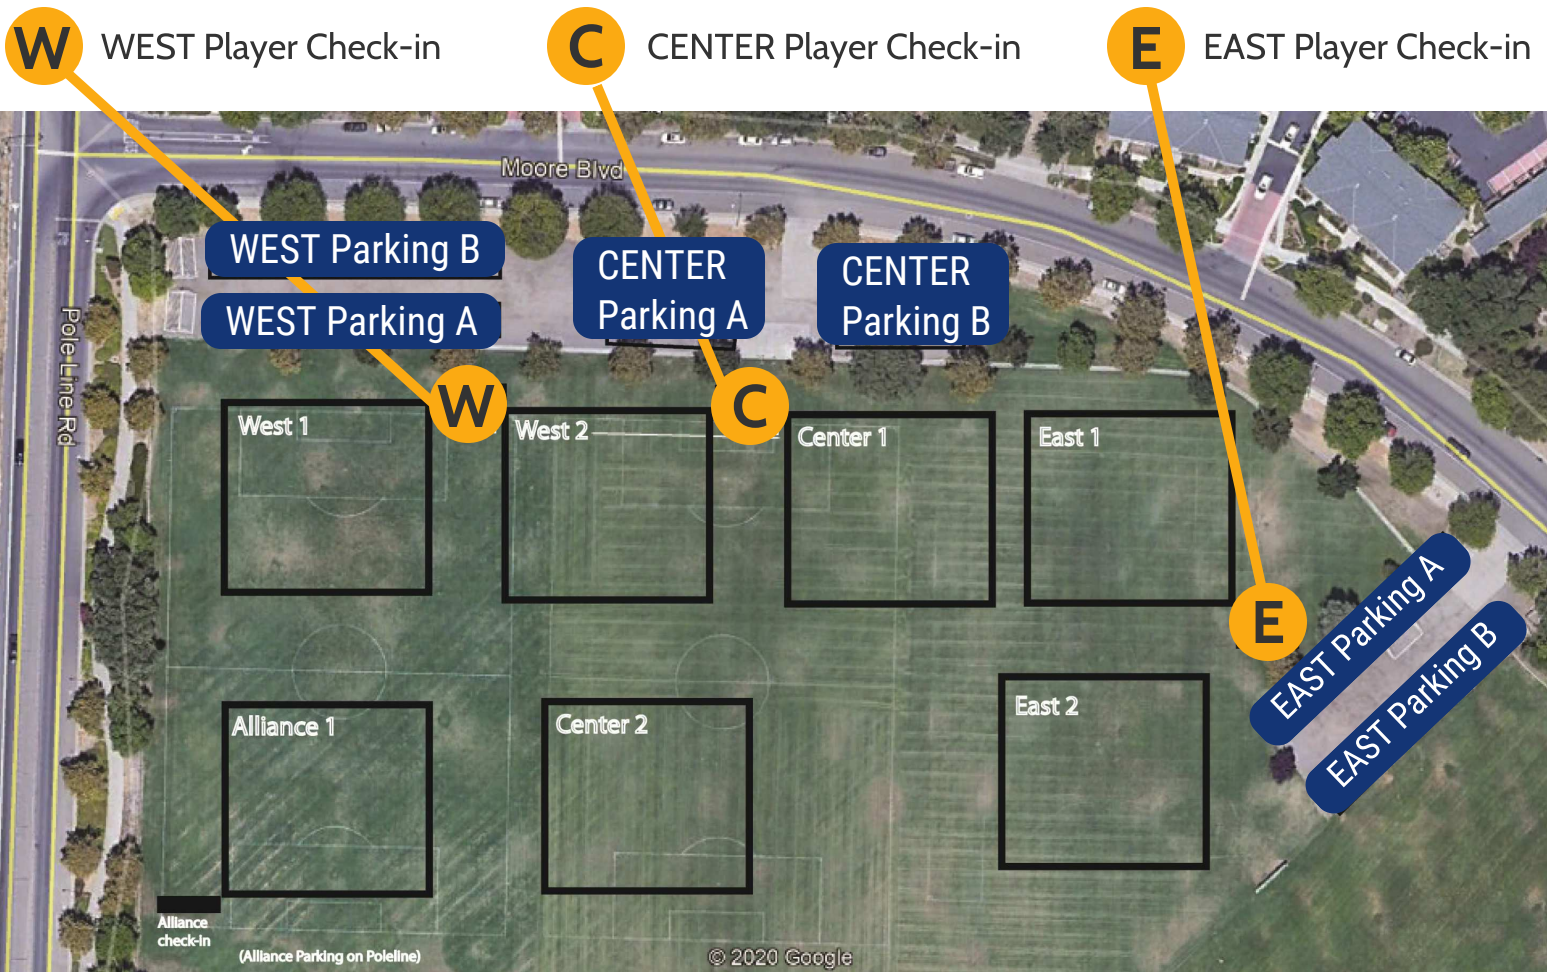 W WEST Player Check-in
C CENTER Player Check-in
E EAST Player Check-in
Moore Blvd
WEST Parking B
CENTER
Parking A
CENTER
Parking B
WEST Parking A
Pole Line Rd
W
C
West 1
West 2
Center 1
East 1
E
EAST Parking A
EAST Parking B
Alliance 1
Center 2
East 2
Alliance
check-in
(Alliance Parking on Poleline)
© 2020 Google